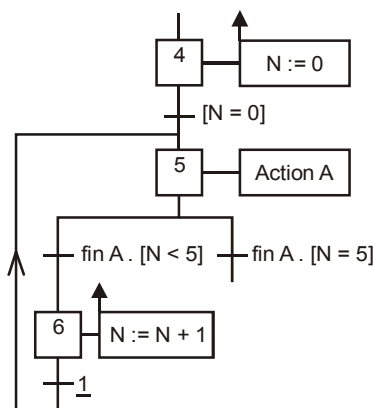 4
N := 0
[N = 0]
5
Action A
fin A . [N < 5]
fin A . [N = 5]
6
N := N + 1
1